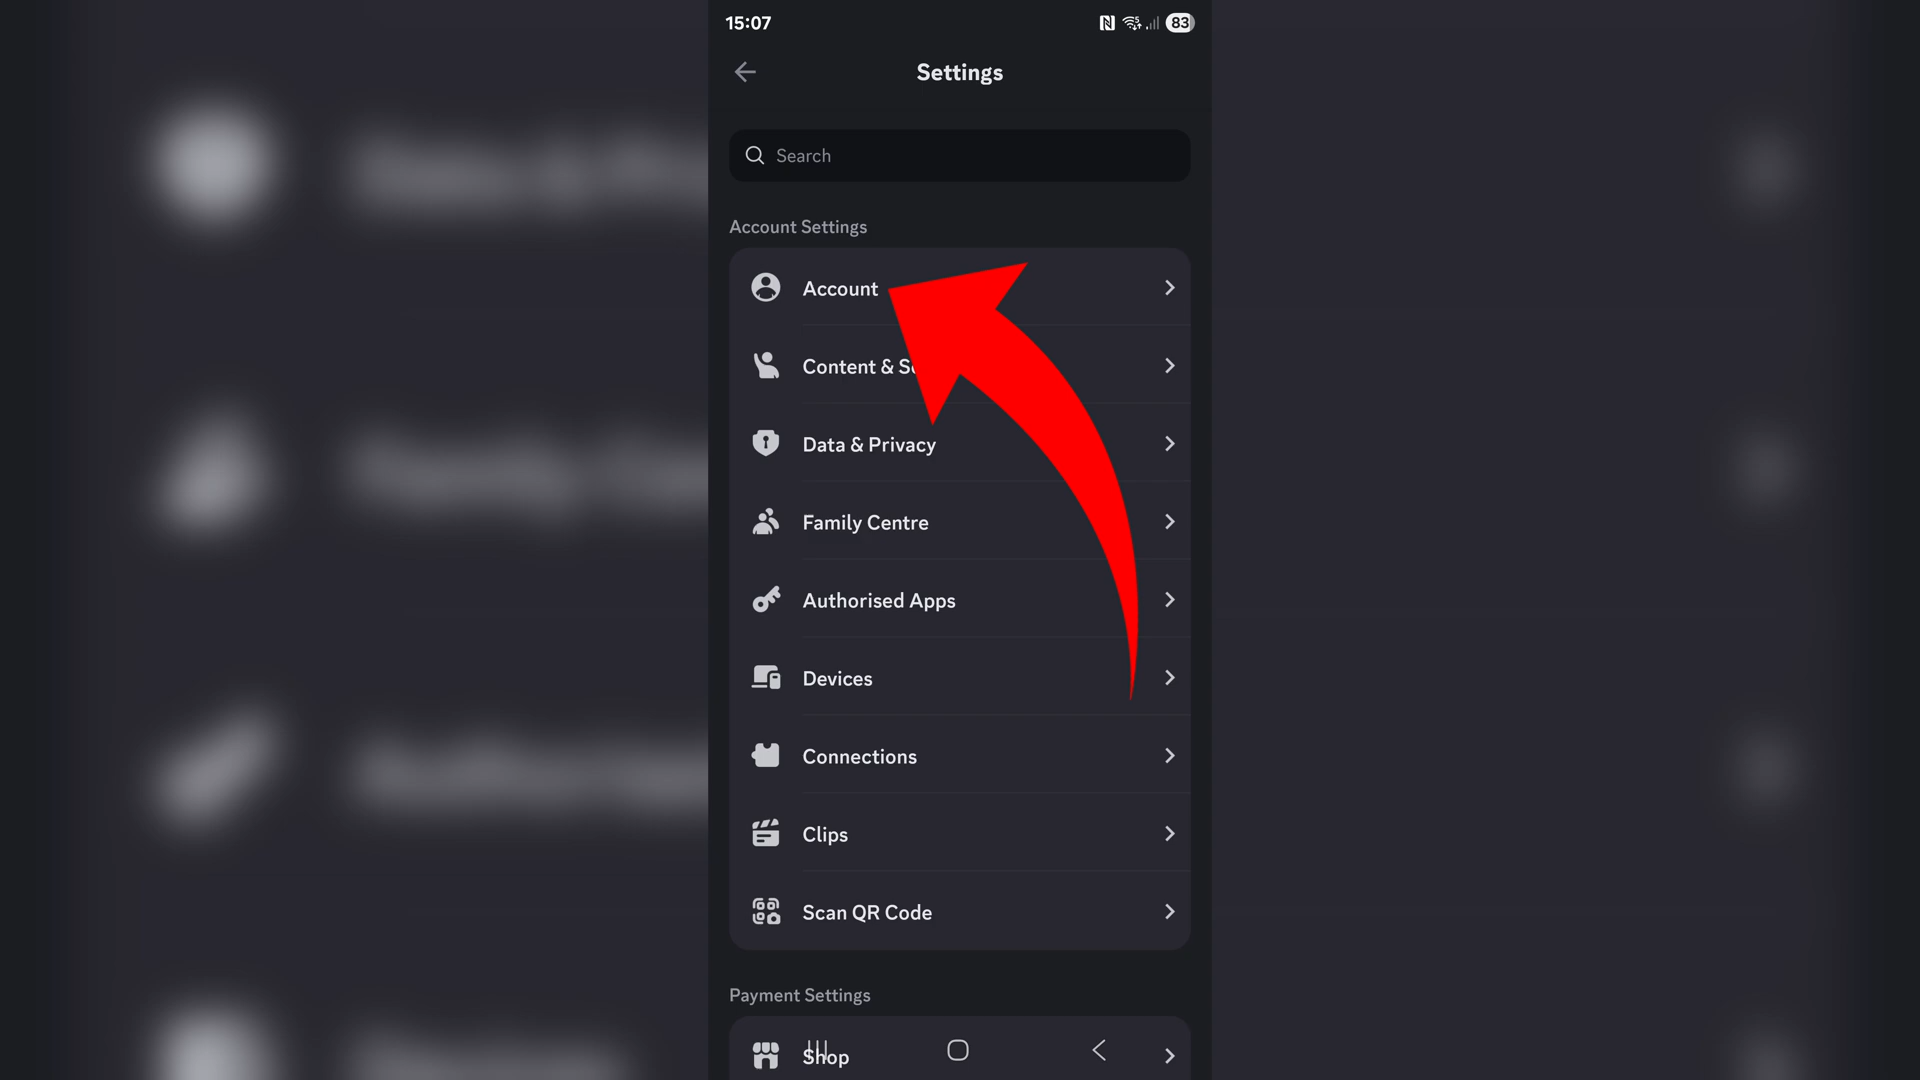 15:07
83
Settings
Search
Account Settings
Account
Content &
Data & Privacy
Family Centre
Authorised Apps
Devices
Connections
Clips
Scan QR Code
Payment Settings
Shop